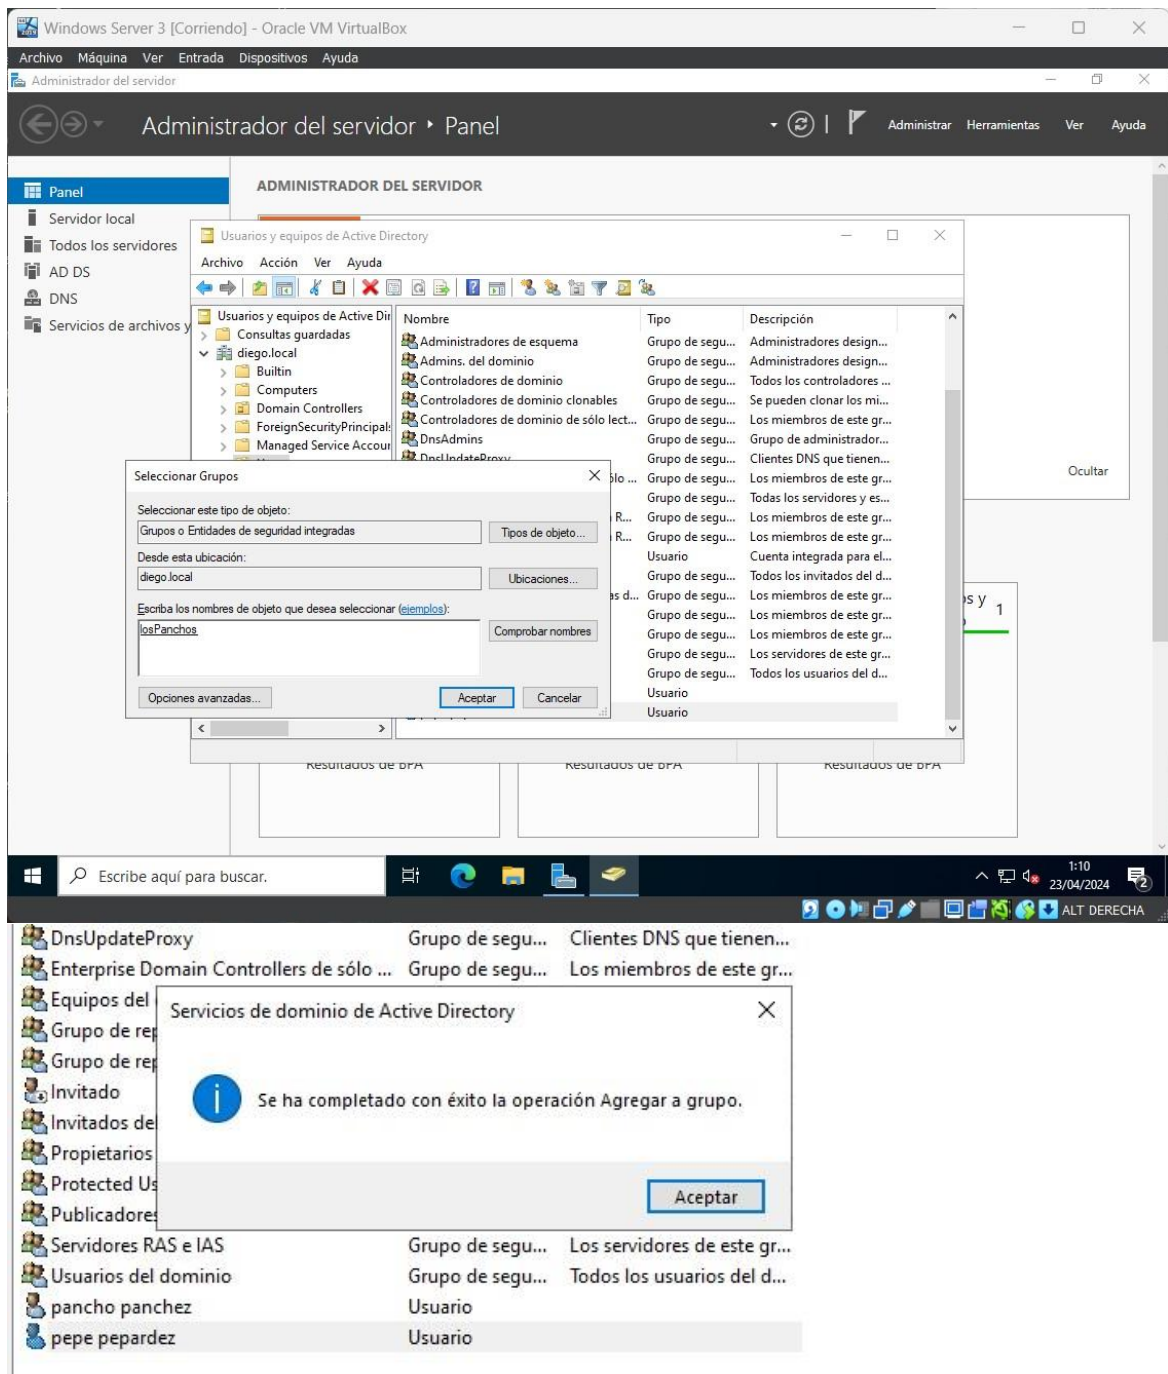 Windows Server 3 [Corriendo] - Oracle VM VirtualBox
Archivo Máquina Ver Entrada Dispositivos Ayuda
Administrador del servidor
Administrador del servidor Panel
Administrar Herramientas Ver Ayuda
Panel
Servidor local
Todos los servidores
AD DS
DNS
Servicios de archivos y
ADMINISTRADOR DEL SERVIDOR
Usuarios y equipos de Active Directory
Archivo Acción Ver Ayuda
Usuarios y equipos de Active Dir
Consultas guardadas
diego.local
Builtin
Computers
Domain Controllers
ForeignSecurityPrincipals
Managed Service Accoun
Nombre Tipo Descripción
Administradores de esquema Grupo de segu... Administradores design...
Admins. del dominio Grupo de segu... Administradores design...
Controladores de dominio Grupo de segu... Todos los controladores ...
Controladores de dominio clonables Grupo de segu... Se pueden clonar los mi...
Controladores de dominio de sólo lect... Grupo de segu... Los miembros de este gr...
DnsAdmins Grupo de segu... Grupo de administrador...
DnsUpdateProxy Grupo de segu... Clientes DNS que tienen...
ólo ... Grupo de segu... Los miembros de este gr...
Grupo de segu... Todas los servidores y es...
R... Grupo de segu... Los miembros de este gr...
R... Grupo de segu... Los miembros de este gr...
Usuario Cuenta integrada para el...
Grupo de segu... Todos los invitados del d...
as d... Grupo de segu... Los miembros de este gr...
Grupo de segu... Los miembros de este gr...
Grupo de segu... Los miembros de este gr...
Grupo de segu... Los servidores de este gr...
Grupo de segu... Todos los usuarios del d...
Usuario
Usuario
Seleccionar Grupos
Seleccionar este tipo de objeto:
Grupos o Entidades de seguridad integradas Tipos de objeto...
Desde esta ubicación:
diego.local Ubicaciones...
Escriba los nombres de objeto que desea seleccionar (ejemplos):
losPanchos Comprobar nombres
Opciones avanzadas... Aceptar Cancelar
Ocultar
os y 1
Resultados de BPA Resultados de BPA Resultados de BPA
Escribe aquí para buscar.
1:10
23/04/2024
2
ALT DERECHA
DnsUpdateProxy Grupo de segu... Clientes DNS que tienen...
Enterprise Domain Controllers de sólo ... Grupo de segu... Los miembros de este gr...
Equipos del
Grupo de rep
Grupo de rep
Invitado
Invitados del
Propietarios
Protected Us
Publicadores
Servicios de dominio de Active Directory
Se ha completado con éxito la operación Agregar a grupo.
Aceptar
Servidores RAS e IAS Grupo de segu... Los servidores de este gr...
Usuarios del dominio Grupo de segu... Todos los usuarios del d...
pancho panchez Usuario
pepe pepardez Usuario